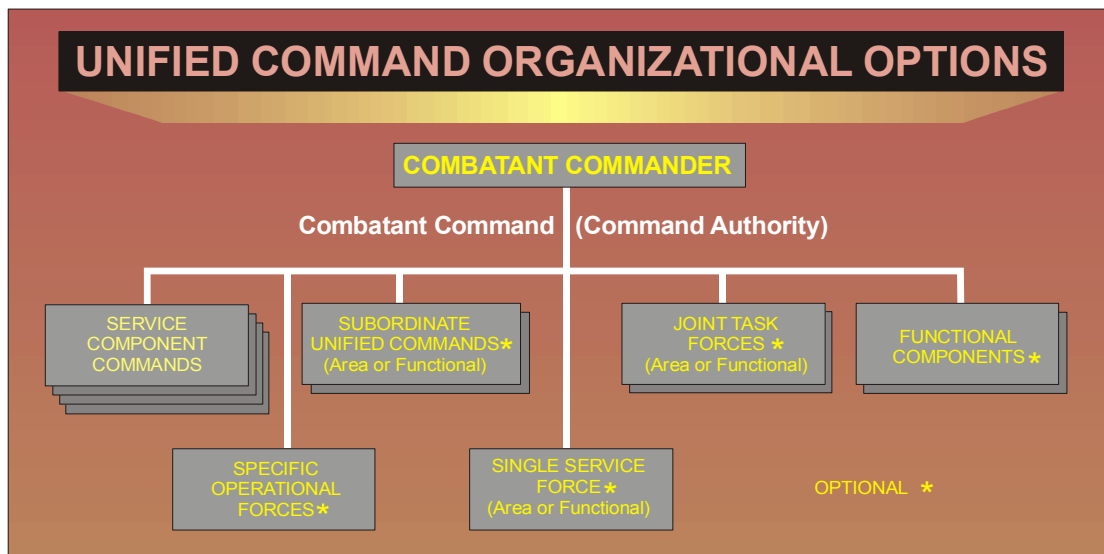 UNIFIED COMMAND ORGANIZATIONAL OPTIONS
COMBATANT COMMANDER
Combatant Command (Command Authority)
SERVICE
COMPONENT
COMMANDS
SUBORDINATE
UNIFIED COMMANDS*
(Area or Functional)
JOINT TASK
FORCES *
(Area or Functional)
FUNCTIONAL
COMPONENTS *
SPECIFIC
OPERATIONAL
FORCES*
SINGLE SERVICE
FORCE *
(Area or Functional)
OPTIONAL *